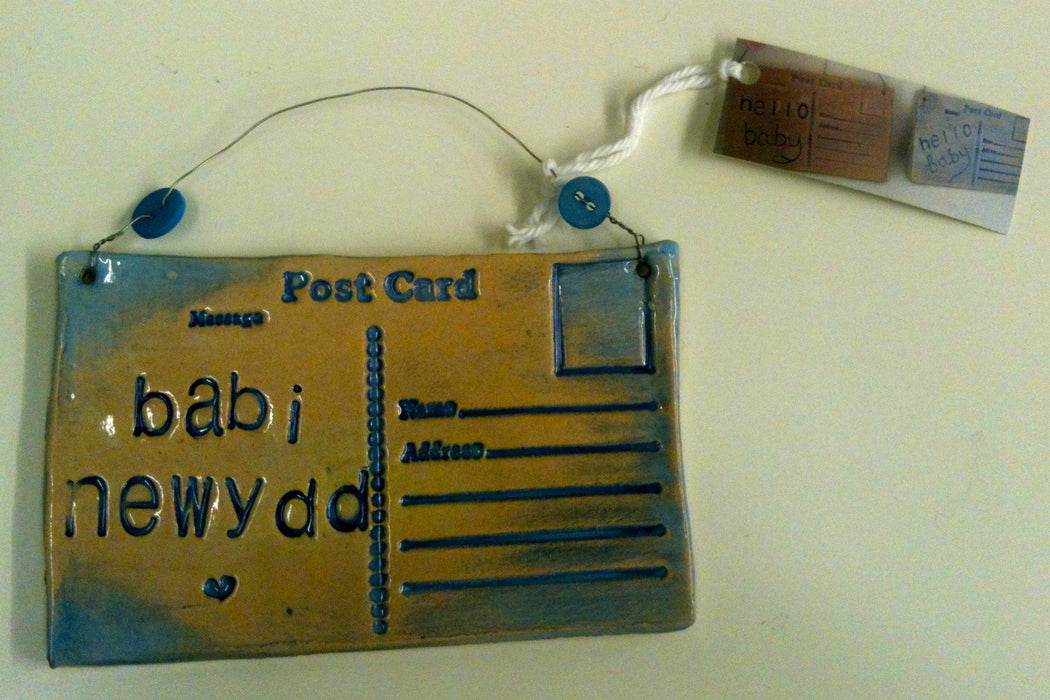 Post Card
Message
babi
newydd
Name
Address
Post Card
hello
baby
Post Card
hello
baby